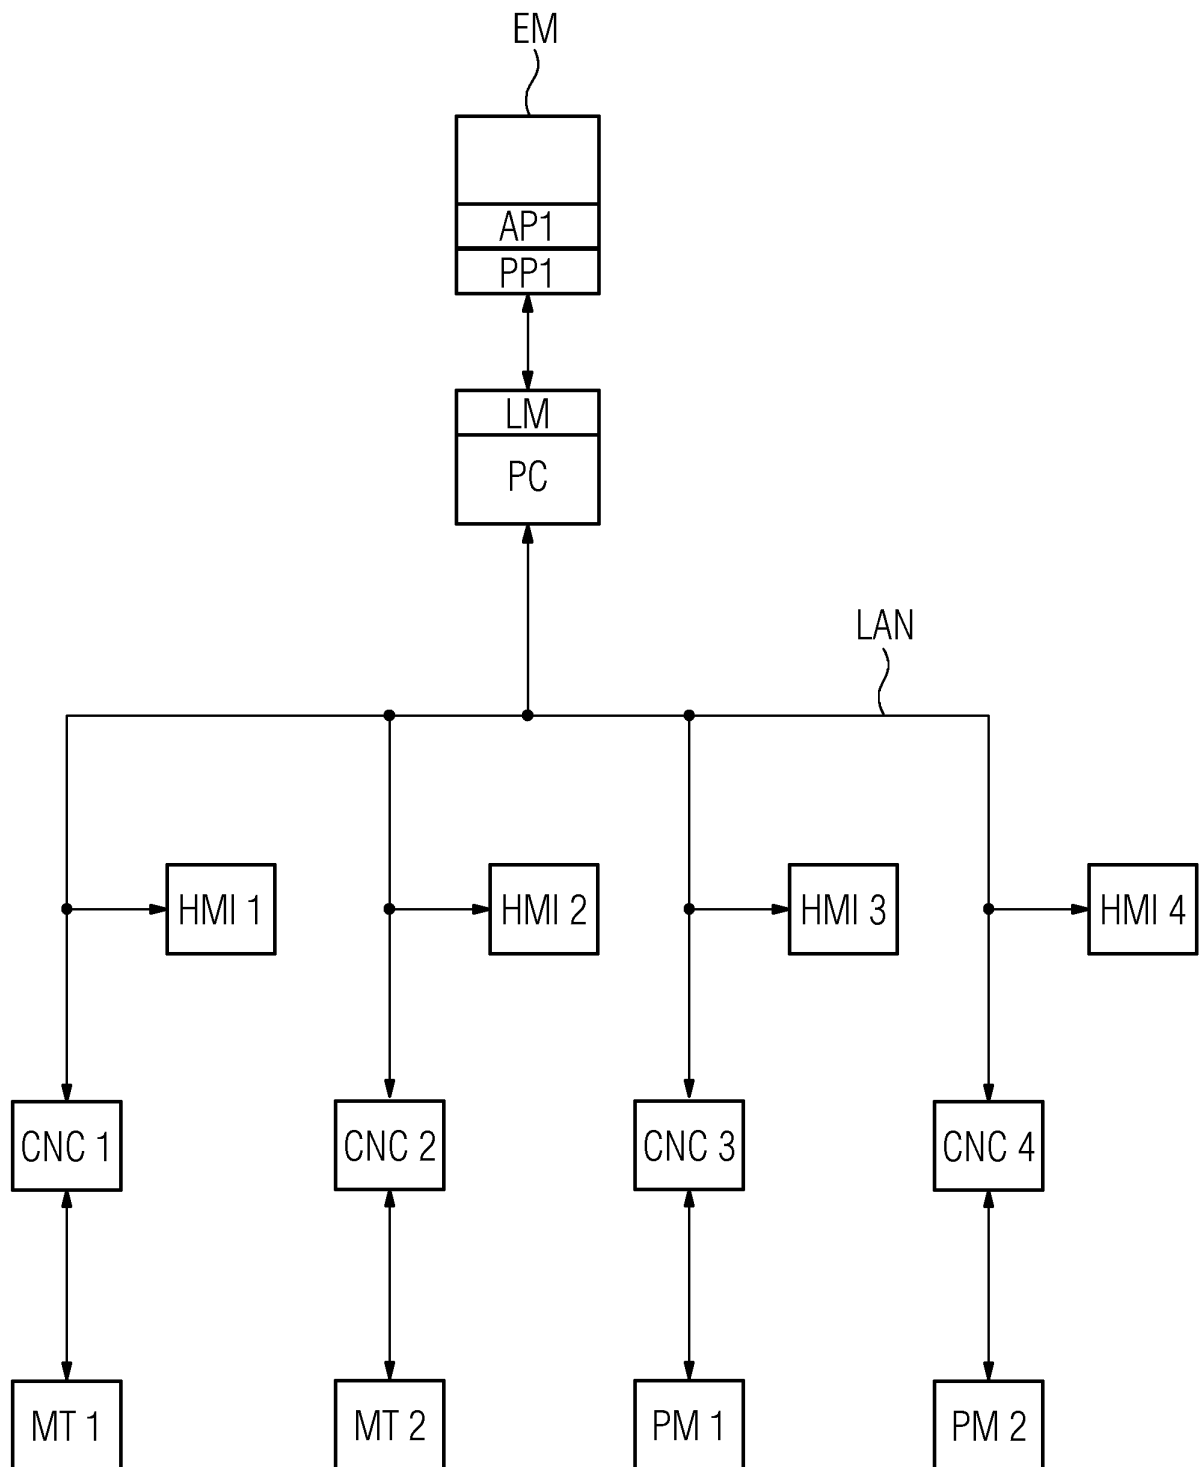 EM
AP1
PP1
LM
PC
LAN
HMI 1
HMI 2
HMI 3
HMI 4
CNC 1
CNC 2
CNC 3
CNC 4
MT 1
MT 2
PM 1
PM 2